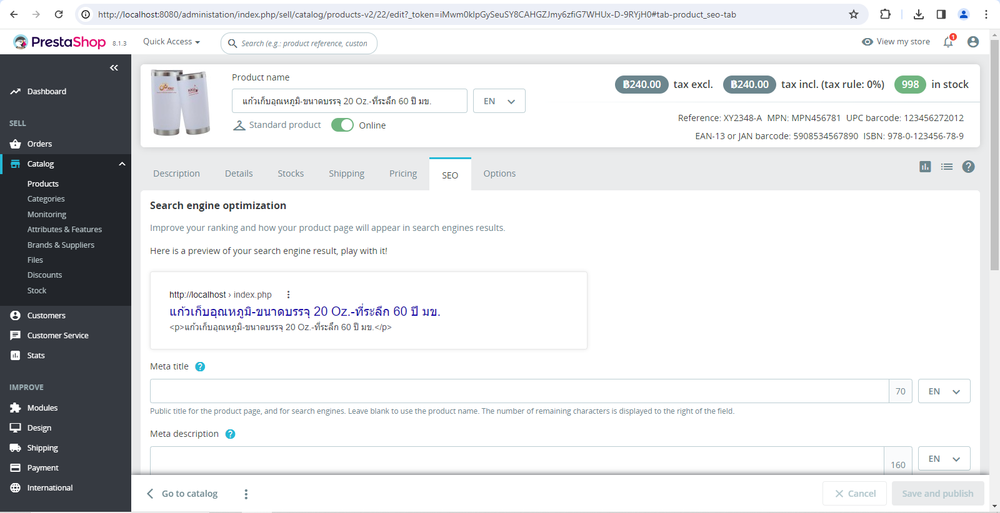 http://localhost:8080/administation/index.php/sell/catalog/products-v2/22/edit?_token=iMwm0klpGySeuSY8CAHGZJmy6zfiG7WHUx-D-9RYjH0#tab-product_seo-tab
PrestaShop 8.1.3
Quick Access
Search (e.g.: product reference, custon
View my store
1
Dashboard
SELL
Orders
Catalog
Products
Categories
Monitoring
Attributes & Features
Brands & Suppliers
Files
Discounts
Stock
Customers
Customer Service
Stats
IMPROVE
Modules
Design
Shipping
Payment
International
Product name
แก้วเก็บอุณหภูมิ-ขนาดบรรจุ 20 Oz.-ที่ระลึก 60 ปี มข.
EN
Standard product
Online
฿240.00 tax excl. ฿240.00 tax incl. (tax rule: 0%) 998 in stock
Reference: XY2348-A MPN: MPN456781 UPC barcode: 123456272012
EAN-13 or JAN barcode: 5908534567890 ISBN: 978-0-123456-78-9
Description Details Stocks Shipping Pricing SEO Options
Search engine optimization
Improve your ranking and how your product page will appear in search engines results.
Here is a preview of your search engine result, play with it!
http://localhost › index.php
แก้วเก็บอุณหภูมิ-ขนาดบรรจุ 20 Oz.-ที่ระลึก 60 ปี มข.
<p>แก้วเก็บอุณหภูมิ-ขนาดบรรจุ 20 Oz.-ที่ระลึก 60 ปี มข.</p>
Meta title ?
70
EN
Public title for the product page, and for search engines. Leave blank to use the product name. The number of remaining characters is displayed to the right of the field.
Meta description ?
160
EN
Go to catalog
Cancel
Save and publish